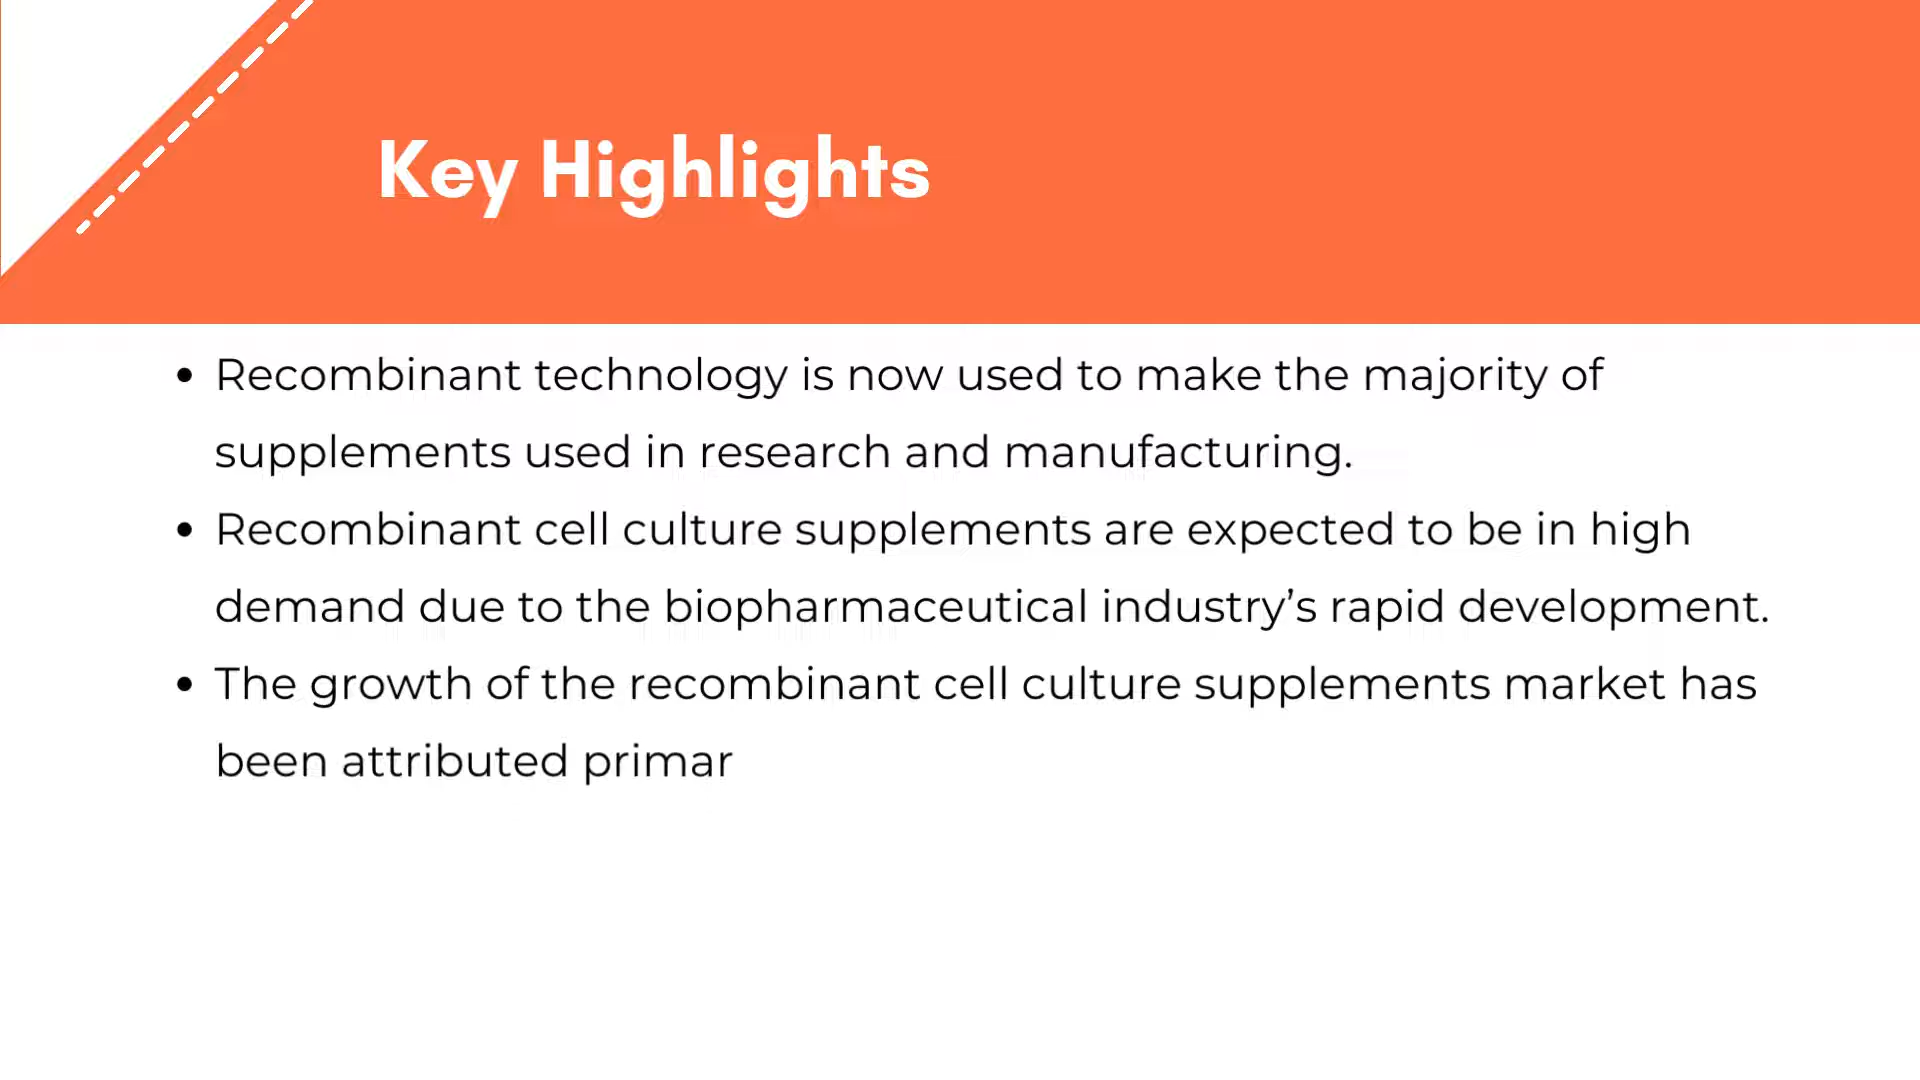 Key Highlights
• Recombinant technology is now used to make the majority of
supplements used in research and manufacturing.
• Recombinant cell culture supplements are expected to be in high
demand due to the biopharmaceutical industry’s rapid development.
• The growth of the recombinant cell culture supplements market has
been attributed primar